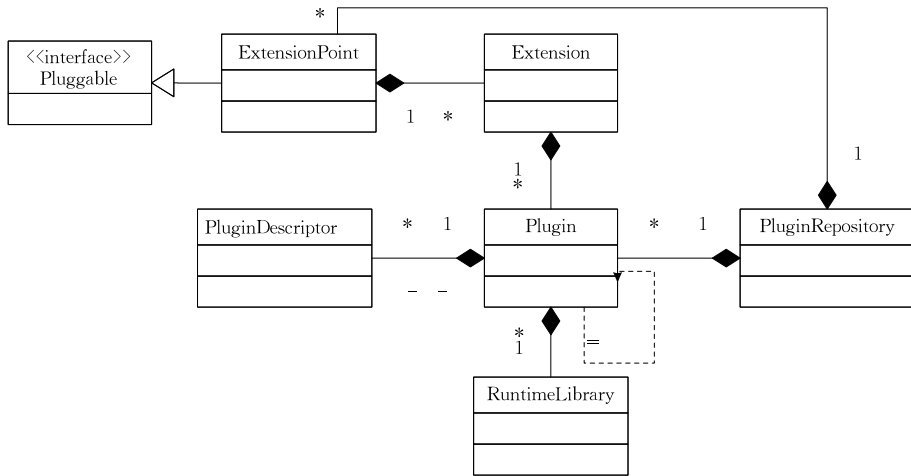 *
<<interface>>
Pluggable
ExtensionPoint
Extension
1 *
1
*
1
PluginDescriptor
* 1
Plugin
* 1
PluginRepository
– –
*
1
=
RuntimeLibrary